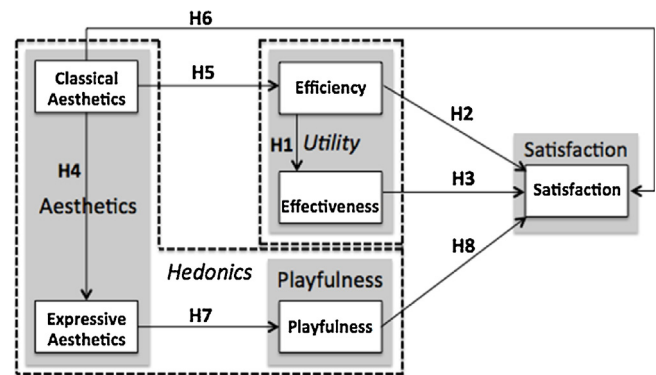 H6
Classical
Aesthetics
H5
Efficiency
H2
H1
Utility
Satisfaction
H4
Aesthetics
Effectiveness
H3
Satisfaction
Hedonics
Playfulness
H8
Expressive
Aesthetics
H7
Playfulness